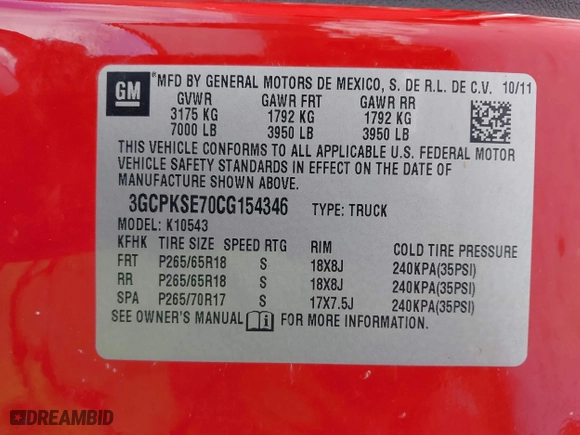 GM
®MFD BY GENERAL MOTORS DE MEXICO, S. DE R.L. DE C.V. 10/11
GVWR GAWR FRT GAWR RR
3175 KG 1792 KG 1792 KG
7000 LB 3950 LB 3950 LB
THIS VEHICLE CONFORMS TO ALL APPLICABLE U.S. FEDERAL MOTOR
VEHICLE SAFETY STANDARDS IN EFFECT ON THE DATE OF
MANUFACTURE SHOWN ABOVE.
3GCPKSE70CG154346 TYPE: TRUCK
MODEL: K10543
KFHK TIRE SIZE SPEED RTG RIM COLD TIRE PRESSURE
FRT P265/65R18 S 18X8J 240KPA(35PSI)
RR P265/65R18 S 18X8J 240KPA(35PSI)
SPA P265/70R17 S 17X7.5J 240KPA(35PSI)
SEE OWNER'S MANUAL FOR MORE INFORMATION.
DREAMBID